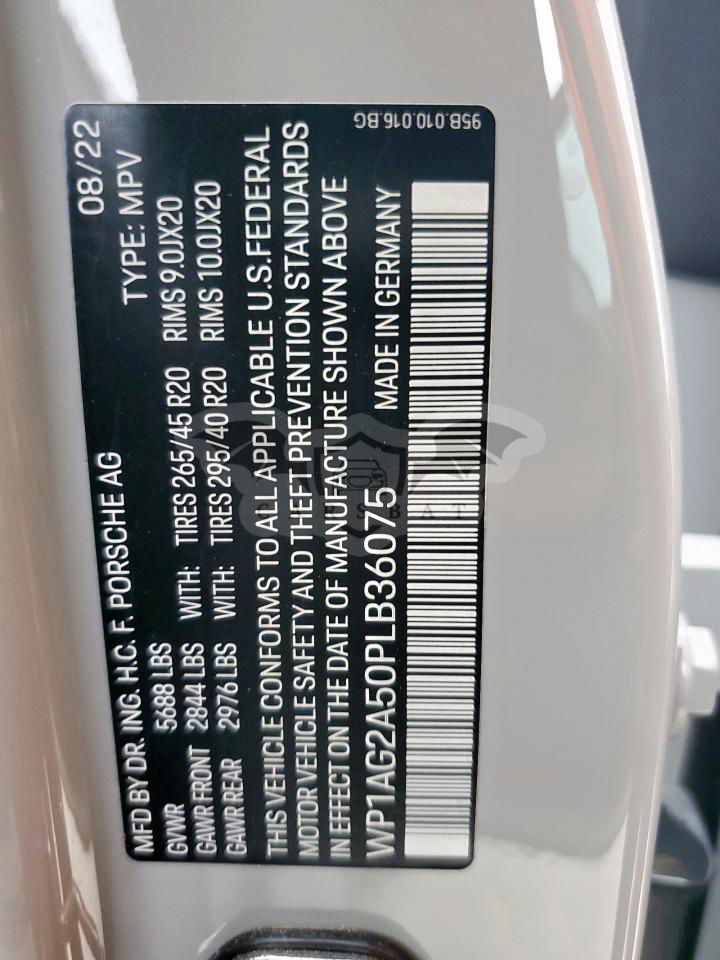 MFD BY DR. ING. H.C. F. PORSCHE AG 08/22
GVWR 5688 LBS TYPE: MPV
GAWR FRONT 2844 LBS WITH: TIRES 265/45 R20 RIMS 9.0JX20
GAWR REAR 2976 LBS WITH: TIRES 295/40 R20 RIMS 10.0JX20
THIS VEHICLE CONFORMS TO ALL APPLICABLE U.S.FEDERAL
MOTOR VEHICLE SAFETY AND THEFT PREVENTION STANDARDS
IN EFFECT ON THE DATE OF MANUFACTURE SHOWN ABOVE
WP1AG2A50PLB36075 MADE IN GERMANY
95B.010.016.BG
CARSBAT